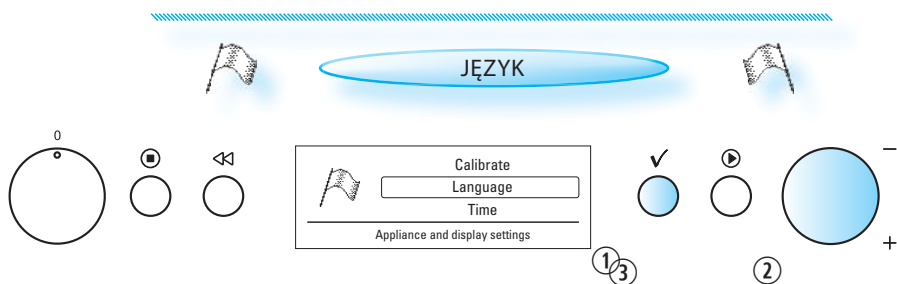 JĘZYK
0
Calibrate
Language
Time
Appliance and display settings
–
+
1
3
2